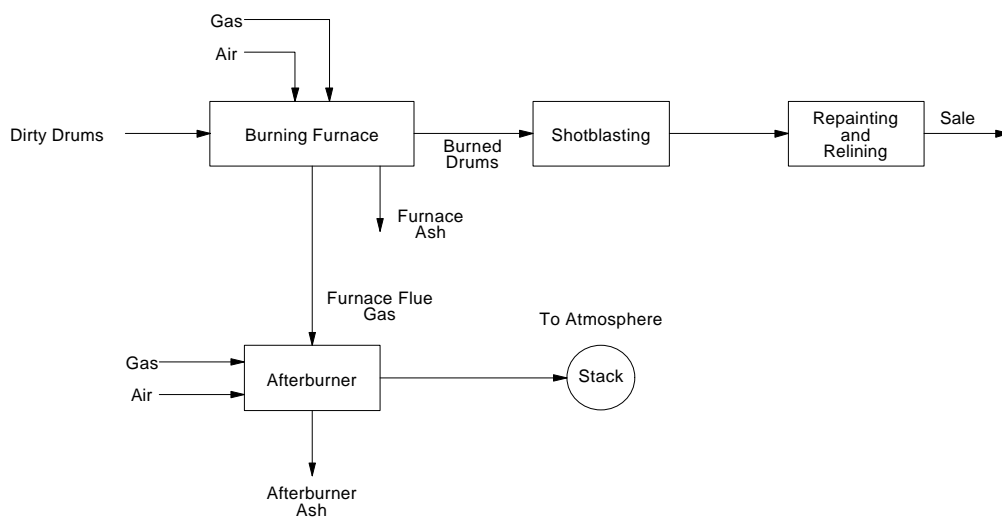 Gas
Air
Dirty Drums
Burning Furnace
Burned
Drums
Shotblasting
Repainting
and
Relining
Sale
Furnace
Ash
Furnace Flue
Gas
To Atmosphere
Gas
Air
Afterburner
Stack
Afterburner
Ash